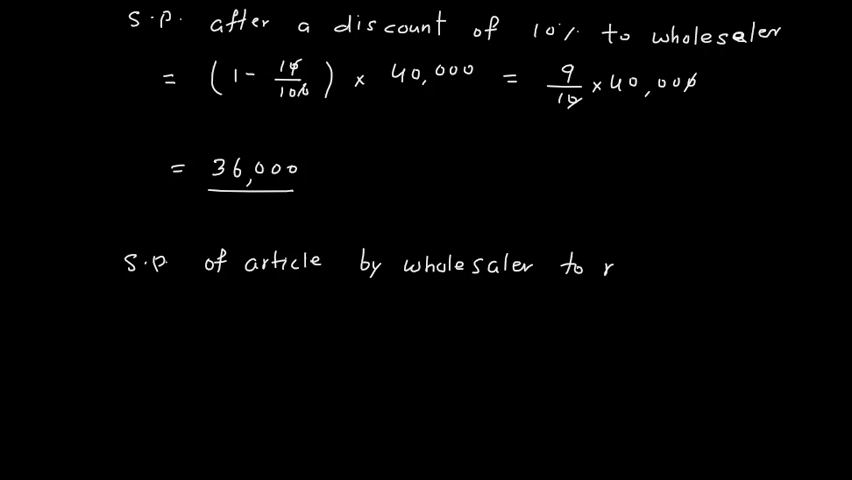 S.P. after a discount of 10% to wholesaler
= (1 - 10/100) × 40,000 = 9/10 × 40,000
= 36,000
S.P. of article by wholesaler to r